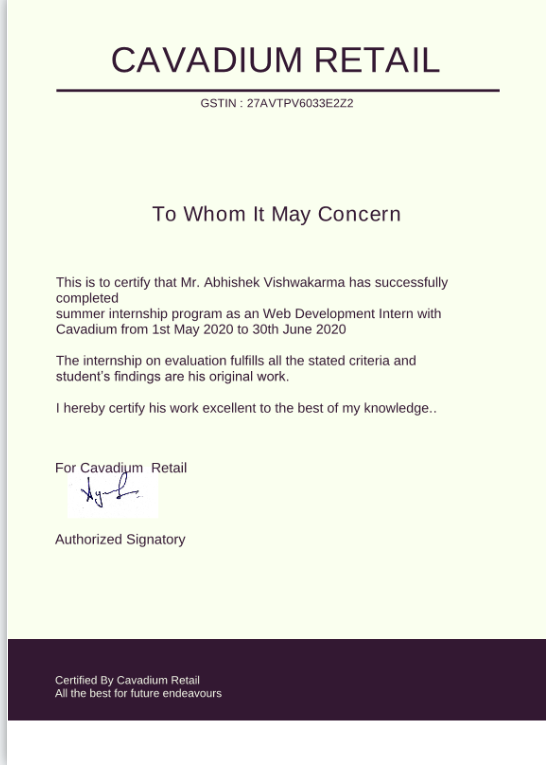 CAVADIUM RETAIL
GSTIN : 27AVTPV6033E2Z2
To Whom It May Concern
This is to certify that Mr. Abhishek Vishwakarma has successfully
completed
summer internship program as an Web Development Intern with
Cavadium from 1st May 2020 to 30th June 2020
The internship on evaluation fulfills all the stated criteria and
student’s findings are his original work.
I hereby certify his work excellent to the best of my knowledge..
For Cavadium  Retail
Authorized Signatory
Certified By Cavadium Retail
All the best for future endeavours